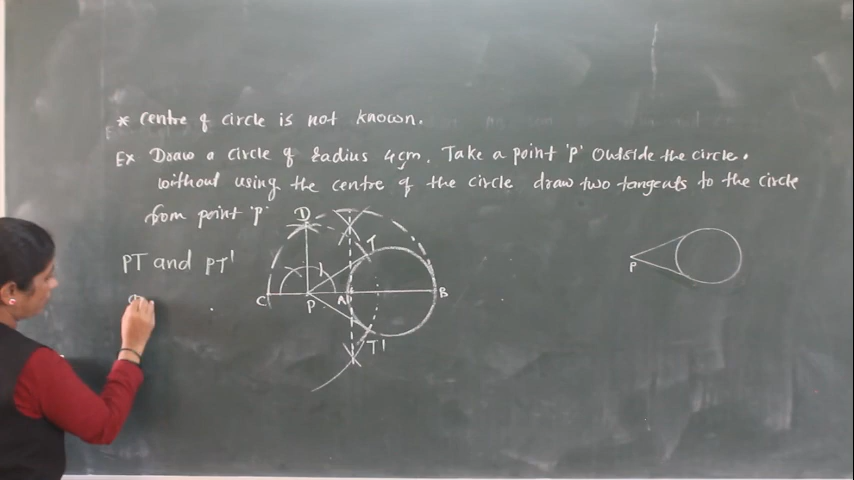 * Centre of circle is not known.
Ex Draw a circle of radius 4cm. Take a point 'P' outside the circle.
without using the centre of the circle draw two tangents to the circle
from point 'P'
PT and PT'
D
T
C
P
A
B
T'
P